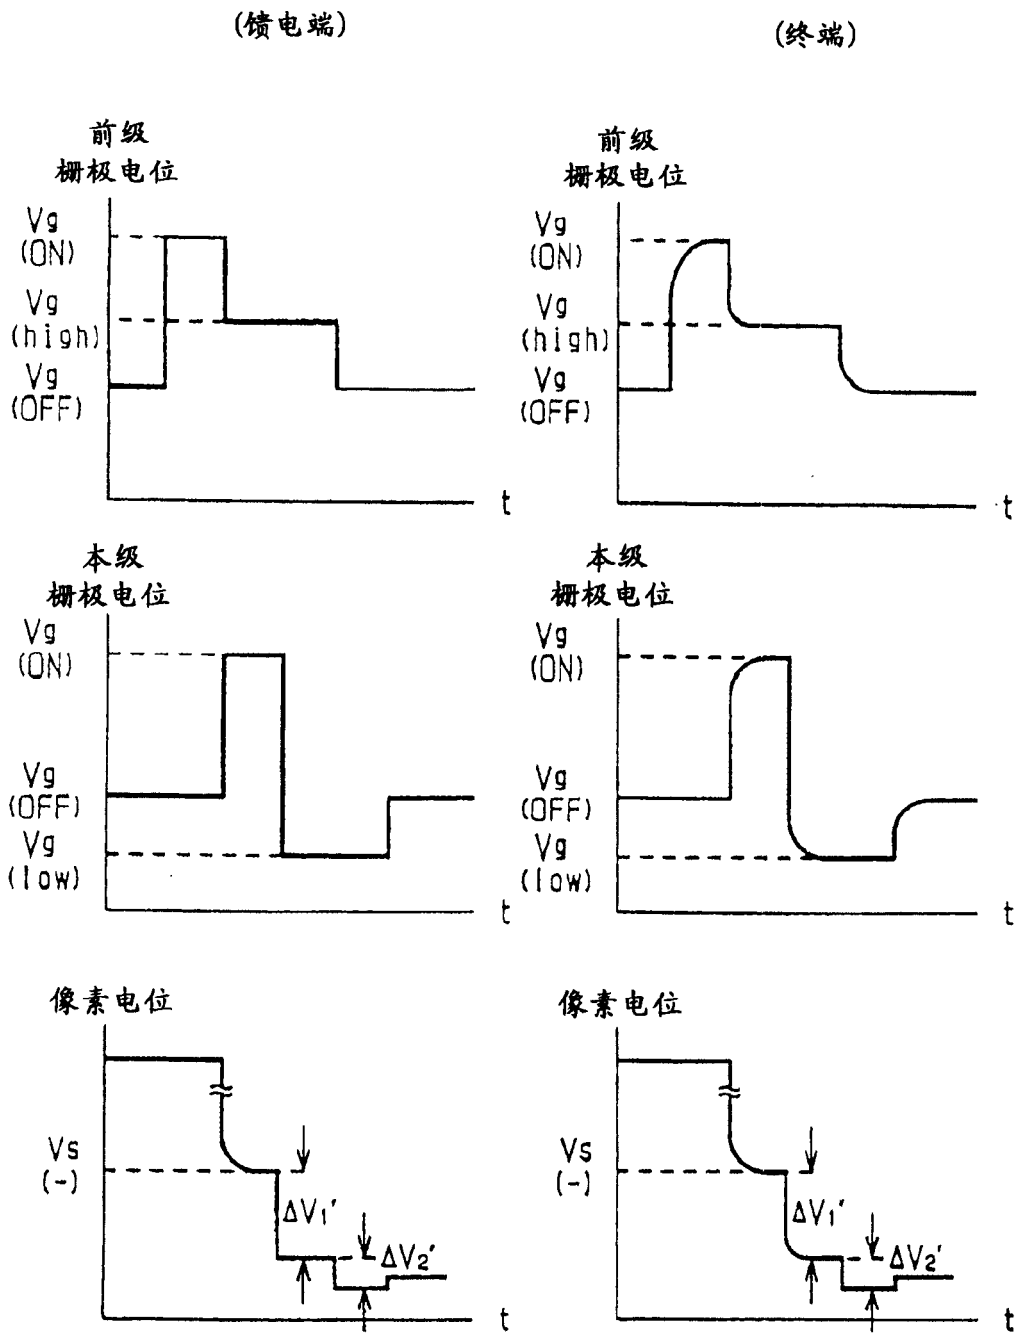 (馈电端)
(终端)
前级
栅极电位
Vg
(ON)
Vg
(high)
Vg
(OFF)
t
前级
栅极电位
Vg
(ON)
Vg
(high)
Vg
(OFF)
t
本级
栅极电位
Vg
(ON)
Vg
(OFF)
Vg
(low)
t
本级
栅极电位
Vg
(ON)
Vg
(OFF)
Vg
(low)
t
像素电位
Vs
(-)
ΔV₁'
ΔV₂'
t
像素电位
Vs
(-)
ΔV₁'
ΔV₂'
t